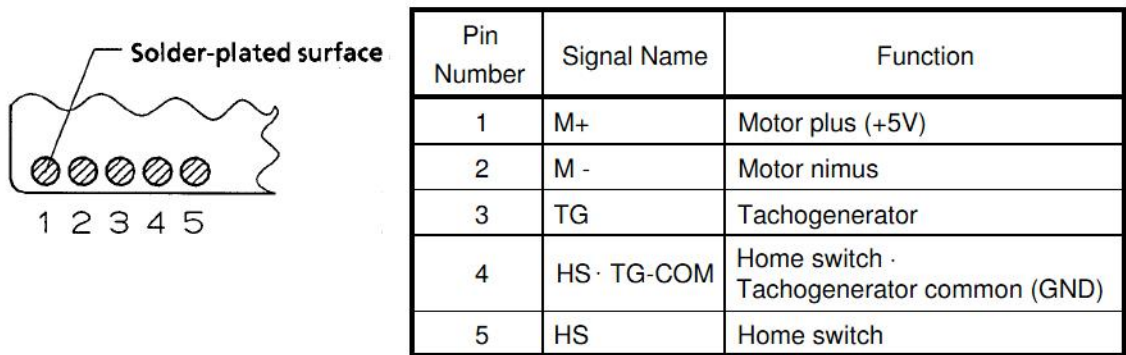 Solder-plated surface
1 2 3 4 5
Pin Number Signal Name Function
1 M+ Motor plus (+5V)
2 M - Motor nimus
3 TG Tachogenerator
4 HS · TG-COM Home switch ·
Tachogenerator common (GND)
5 HS Home switch